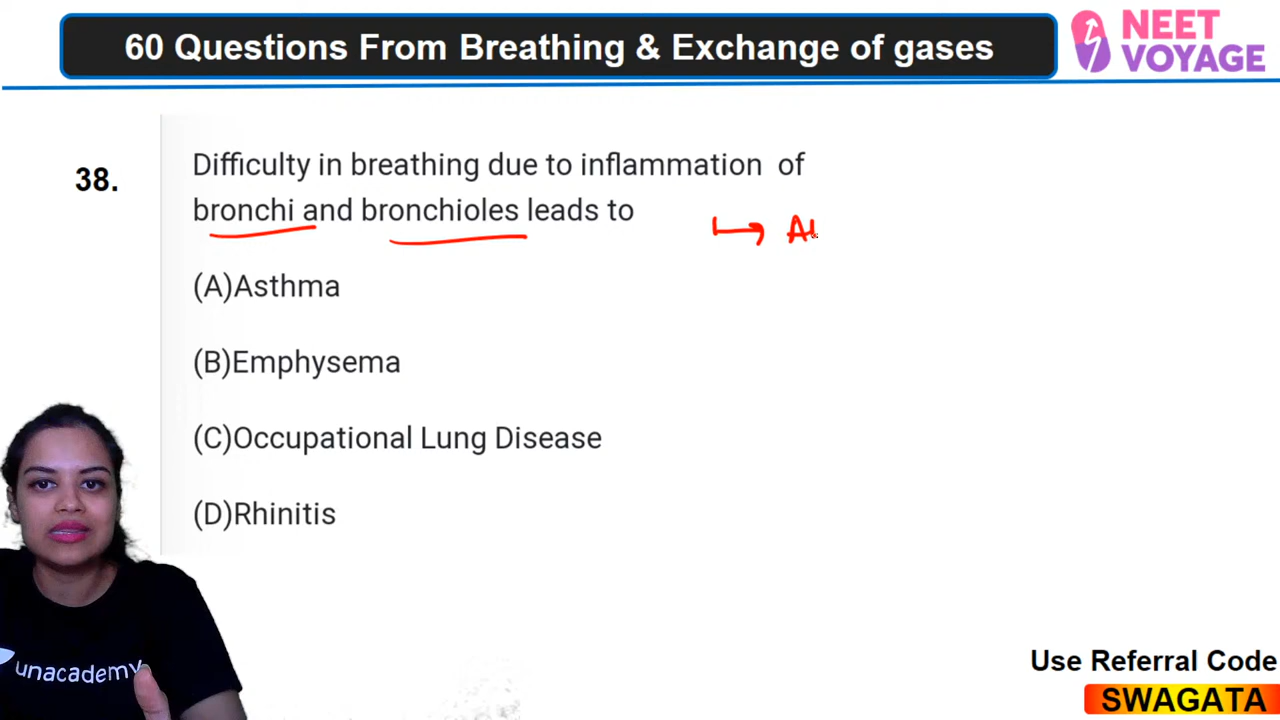 60 Questions From Breathing & Exchange of gases
NEET
VOYAGE
38.
Difficulty in breathing due to inflammation of
bronchi and bronchioles leads to
(A)Asthma
(B)Emphysema
(C)Occupational Lung Disease
(D)Rhinitis
unacademy
Use Referral Code
SWAGATA